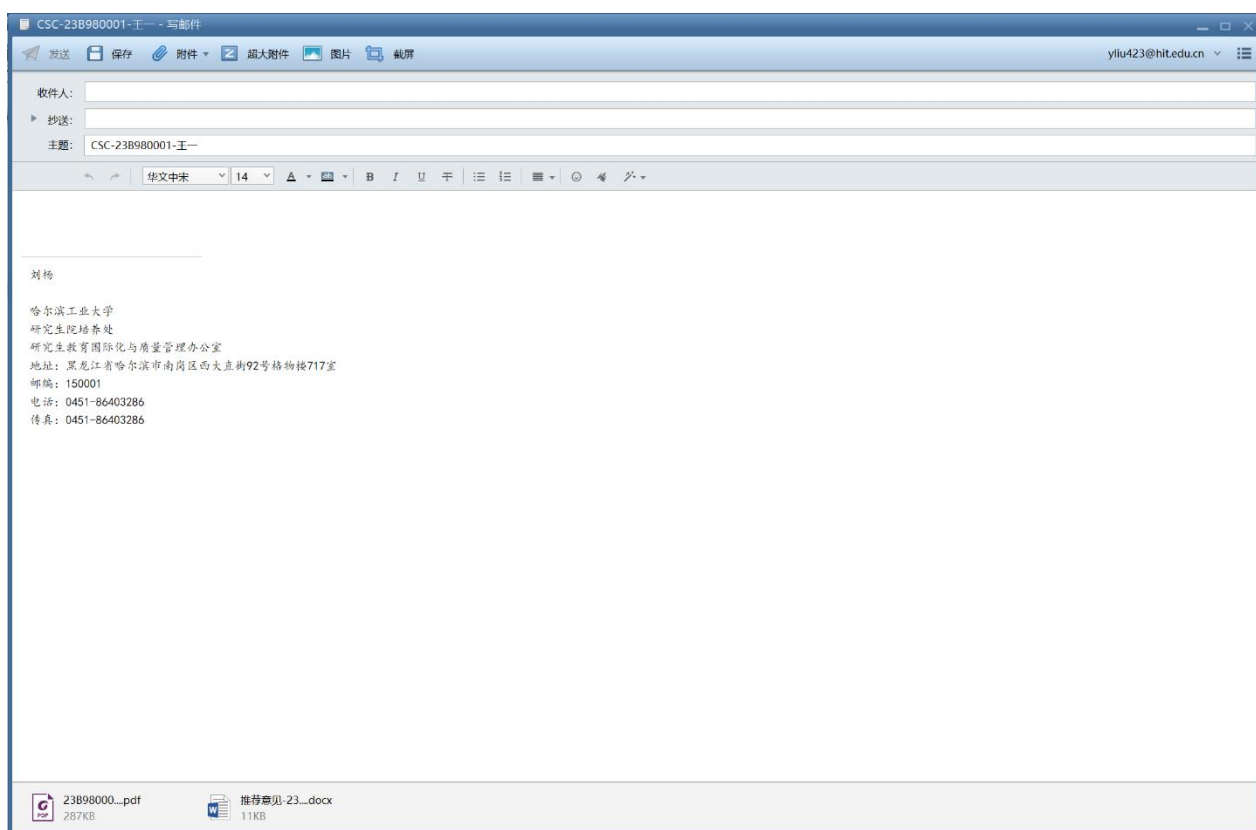 CSC-23B980001-王一 - 写邮件
发送 保存 附件 超大附件 图片 截屏 yliu423@hit.edu.cn
收件人:
抄送:
主题: CSC-23B980001-王一
华文中宋 14 A B I U
刘杨
哈尔滨工业大学
研究生院培养处
研究生教育国际化与质量管理办公室
地址：黑龙江省哈尔滨市南岗区西大直街92号格物楼717室
邮编：150001
电话：0451-86403286
传真：0451-86403286
23B98000....pdf 推荐意见-23....docx
287KB 11KB